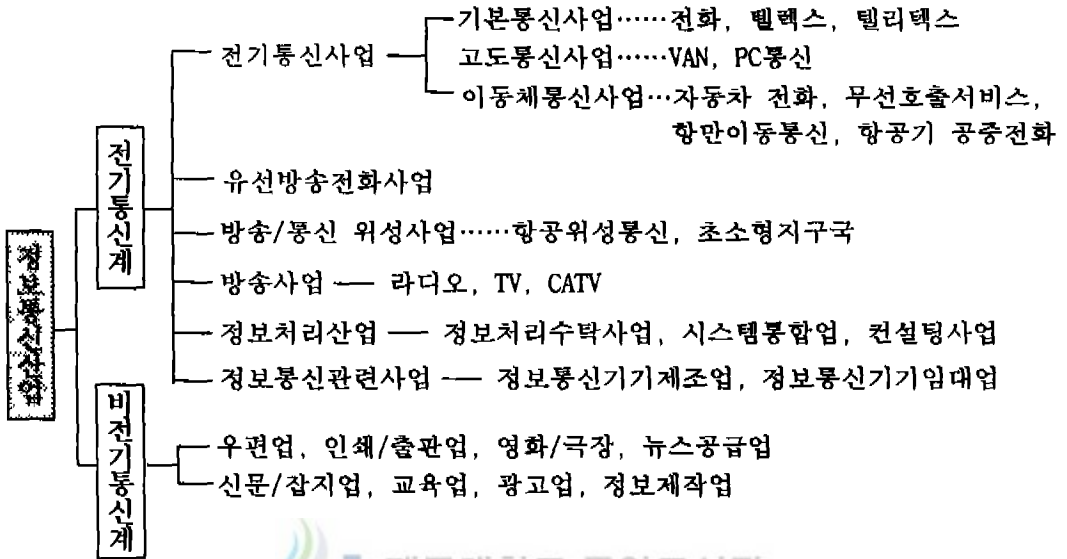 기본통신사업……전화, 텔렉스, 텔리텍스
전기통신사업
고도통신사업……VAN, PC통신
이동체통신사업…자동차 전화, 무선호출서비스,
항만이동통신, 항공기 공중전화
전기통신계
유선방송전화사업
방송/통신 위성사업……항공위성통신, 초소형지구국
정보통신산업
방송사업 ── 라디오, TV, CATV
정보처리산업 ── 정보처리수탁사업, 시스템통합업, 컨설팅사업
정보통신관련사업 ── 정보통신기기제조업, 정보통신기기임대업
비전기통신계
우편업, 인쇄/출판업, 영화/극장, 뉴스공급업
신문/잡지업, 교육업, 광고업, 정보제작업